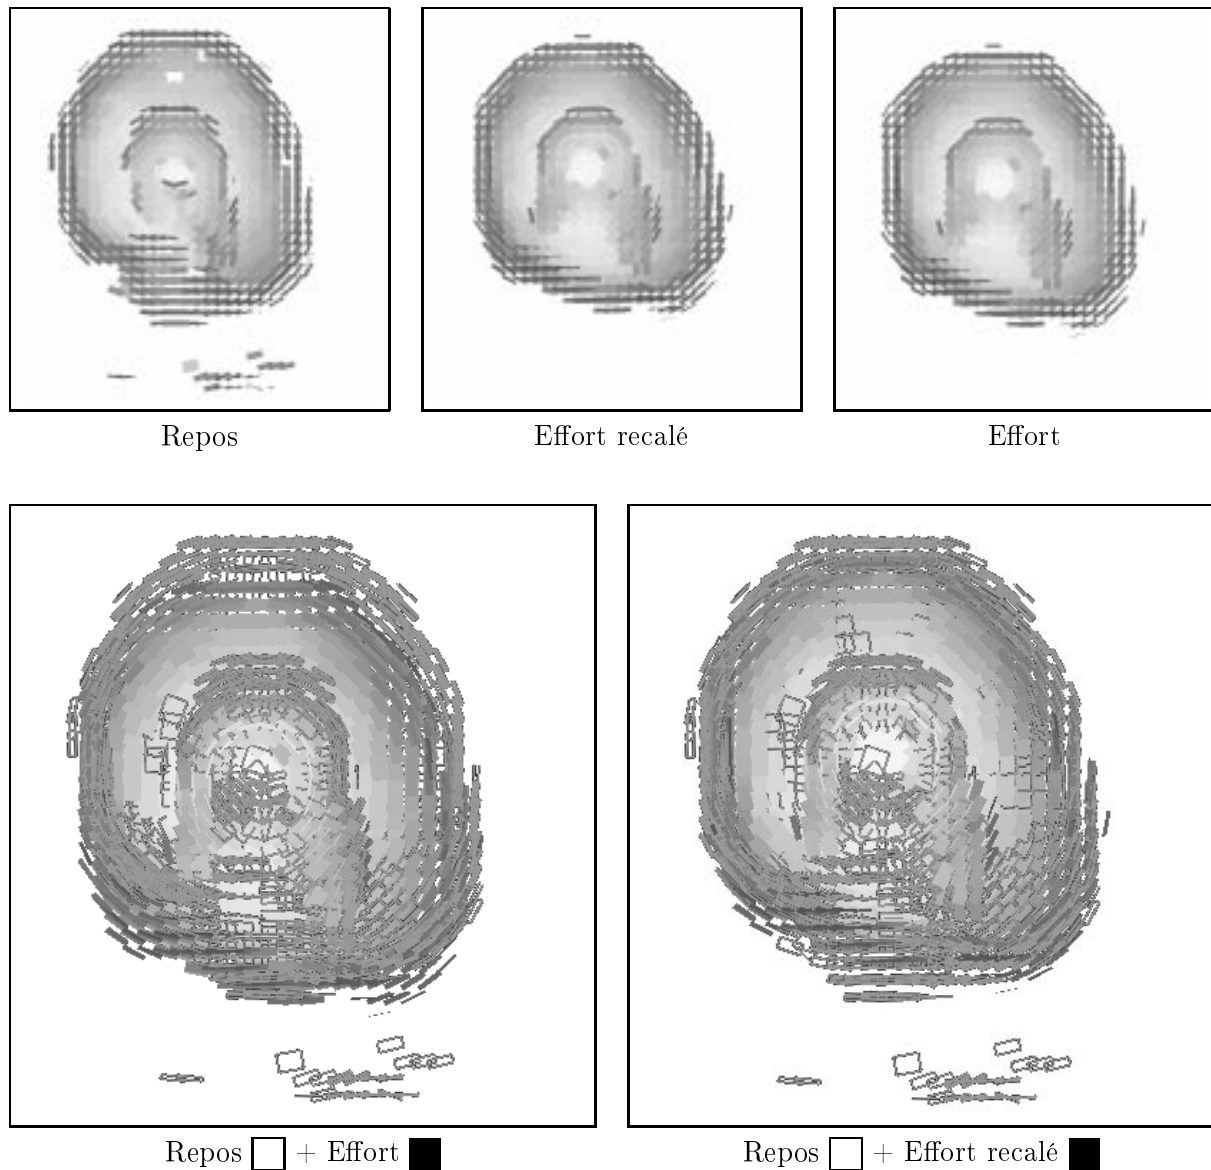 Repos
Effort recalé
Effort
Repos + Effort
Repos + Effort recalé